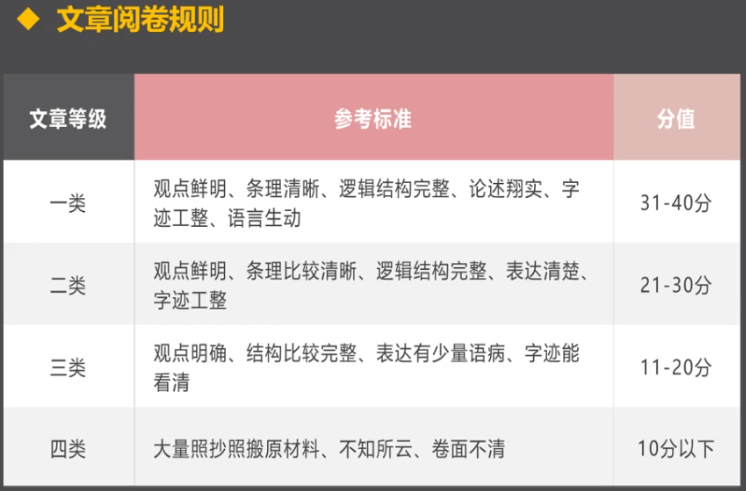 ◆ 文章阅卷规则
文章等级 参考标准 分值
一类 观点鲜明、条理清晰、逻辑结构完整、论述翔实、字
迹工整、语言生动 31-40分
二类 观点鲜明、条理比较清晰、逻辑结构完整、表达清楚、
字迹工整 21-30分
三类 观点明确、结构比较完整、表达有少量语病、字迹能
看清 11-20分
四类 大量照抄照搬原材料、不知所云、卷面不清 10分以下